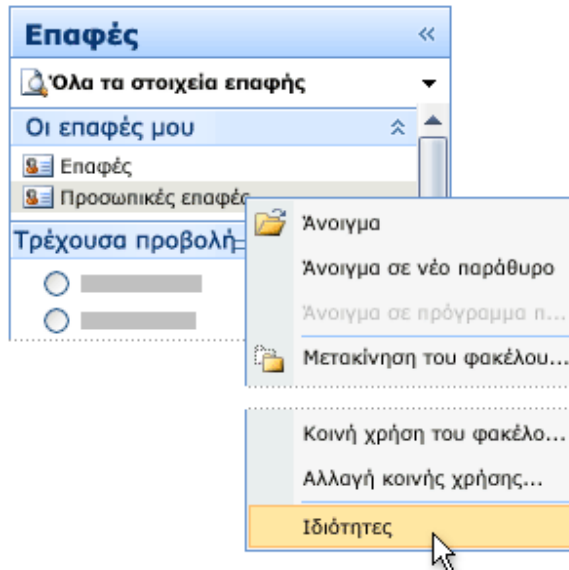 Επαφές
Όλα τα στοιχεία επαφής
Οι επαφές μου
Επαφές
Προσωπικές επαφές
Τρέχουσα προβολή
Άνοιγμα
Άνοιγμα σε νέο παράθυρο
Άνοιγμα σε πρόγραμμα π...
Μετακίνηση του φακέλου...
Κοινή χρήση του φακέλο...
Αλλαγή κοινής χρήσης...
Ιδιότητες